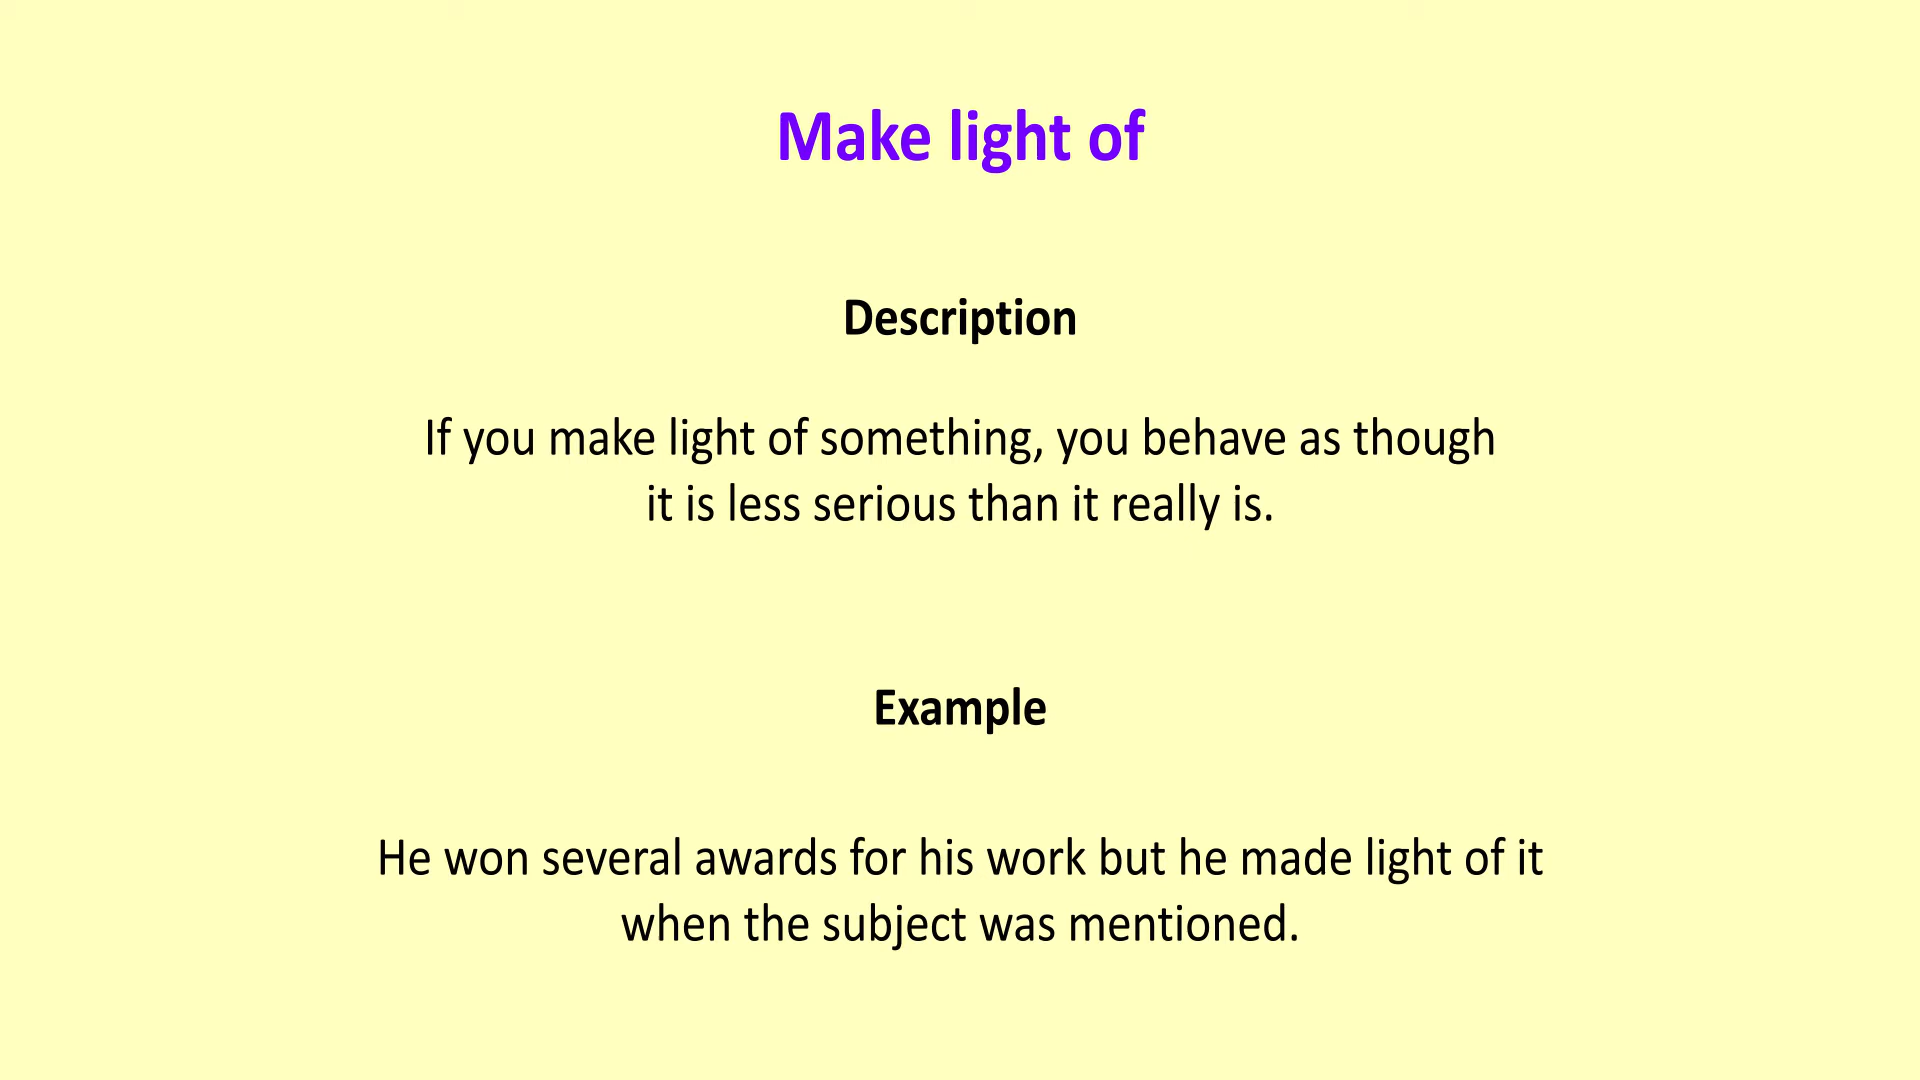 Make light of
Description
If you make light of something, you behave as though
it is less serious than it really is.
Example
He won several awards for his work but he made light of it
when the subject was mentioned.